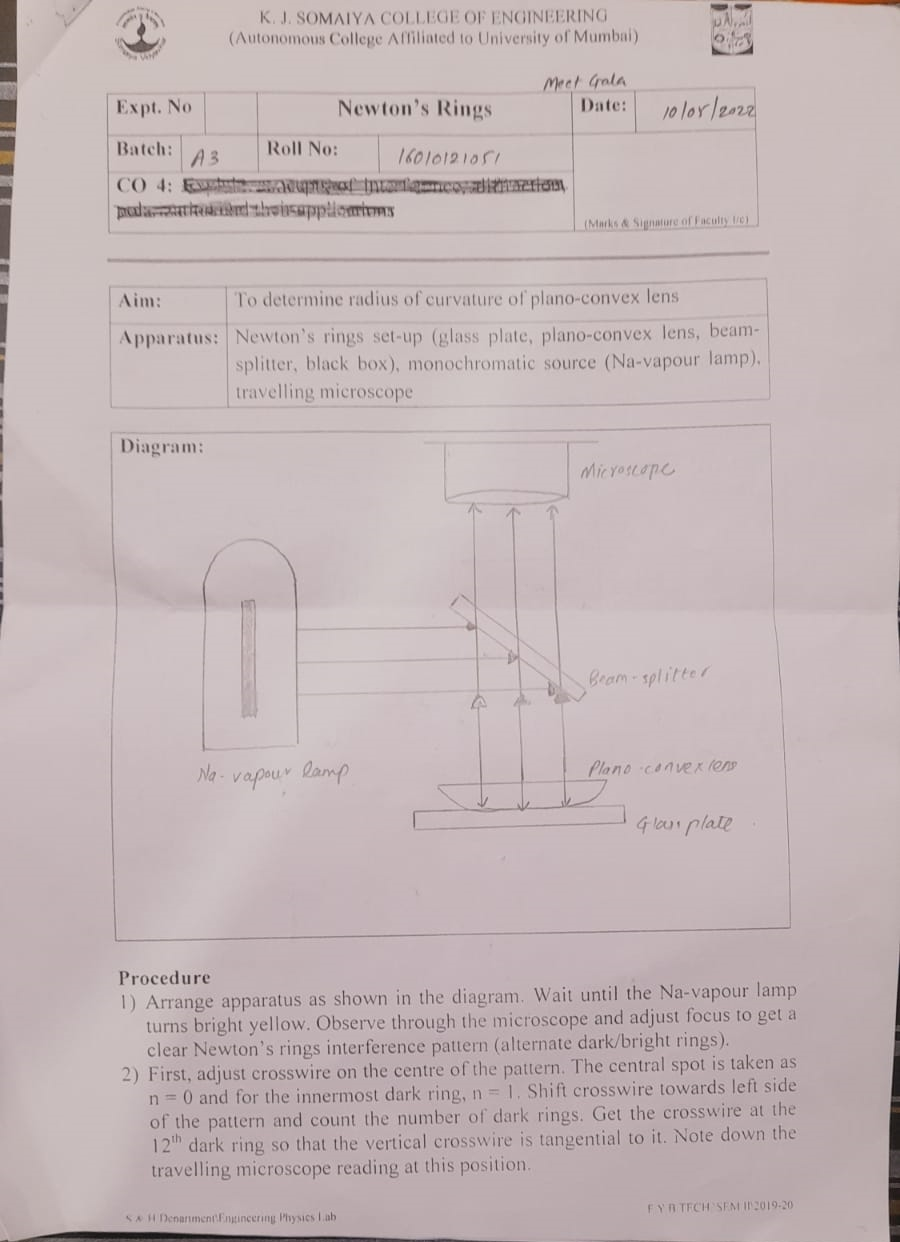 K. J. SOMAIYA COLLEGE OF ENGINEERING
(Autonomous College Affiliated to University of Mumbai)
Meet Gala
Expt. No
Newton's Rings
Date:
10/05/2022
Batch:
A3
Roll No:
16010121051
CO 4:
(Marks & Signature of Faculty I/c)
Aim:
To determine radius of curvature of plano-convex lens
Apparatus:
Newton's rings set-up (glass plate, plano-convex lens, beam-
splitter, black box), monochromatic source (Na-vapour lamp),
travelling microscope
Diagram:
Microscope
Beam-splitter
Na-vapour lamp
Plano-convex lens
Glass plate
Procedure
1) Arrange apparatus as shown in the diagram. Wait until the Na-vapour lamp
turns bright yellow. Observe through the microscope and adjust focus to get a
clear Newton's rings interference pattern (alternate dark/bright rings).
2) First, adjust crosswire on the centre of the pattern. The central spot is taken as
n = 0 and for the innermost dark ring, n = 1. Shift crosswire towards left side
of the pattern and count the number of dark rings. Get the crosswire at the
12th dark ring so that the vertical crosswire is tangential to it. Note down the
travelling microscope reading at this position.
S & H Department\Engineering Physics Lab
F Y B TECH\SEM II\2019-20